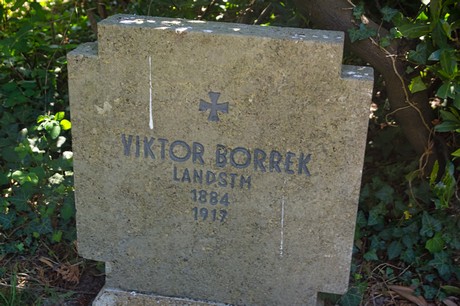 VIKTOR BORREK
LANDSTM
1884
1917